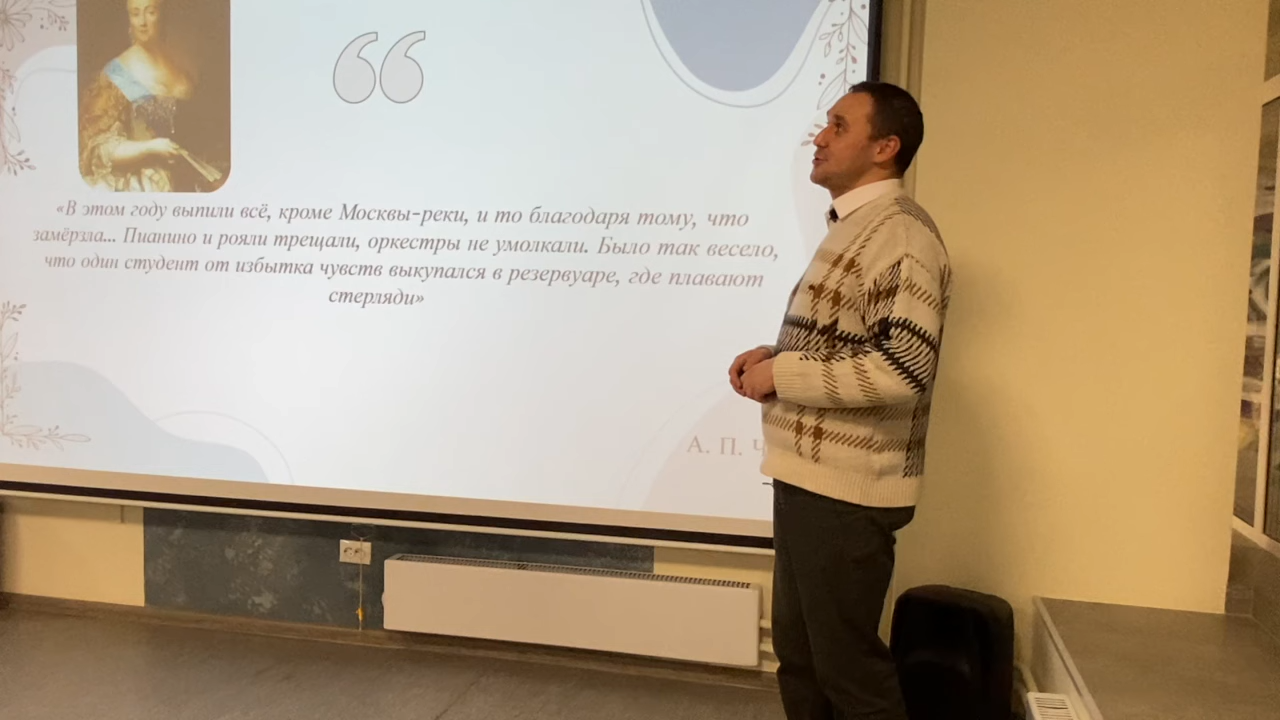 «В этом году выпили всё, кроме Москвы-реки, и то благодаря тому, что
замёрзла... Пианино и рояли трещали, оркестры не умолкали. Было так весело,
что один студент от избытка чувств выкупался в резервуаре, где плавают
стерляди»
А. П. Ч